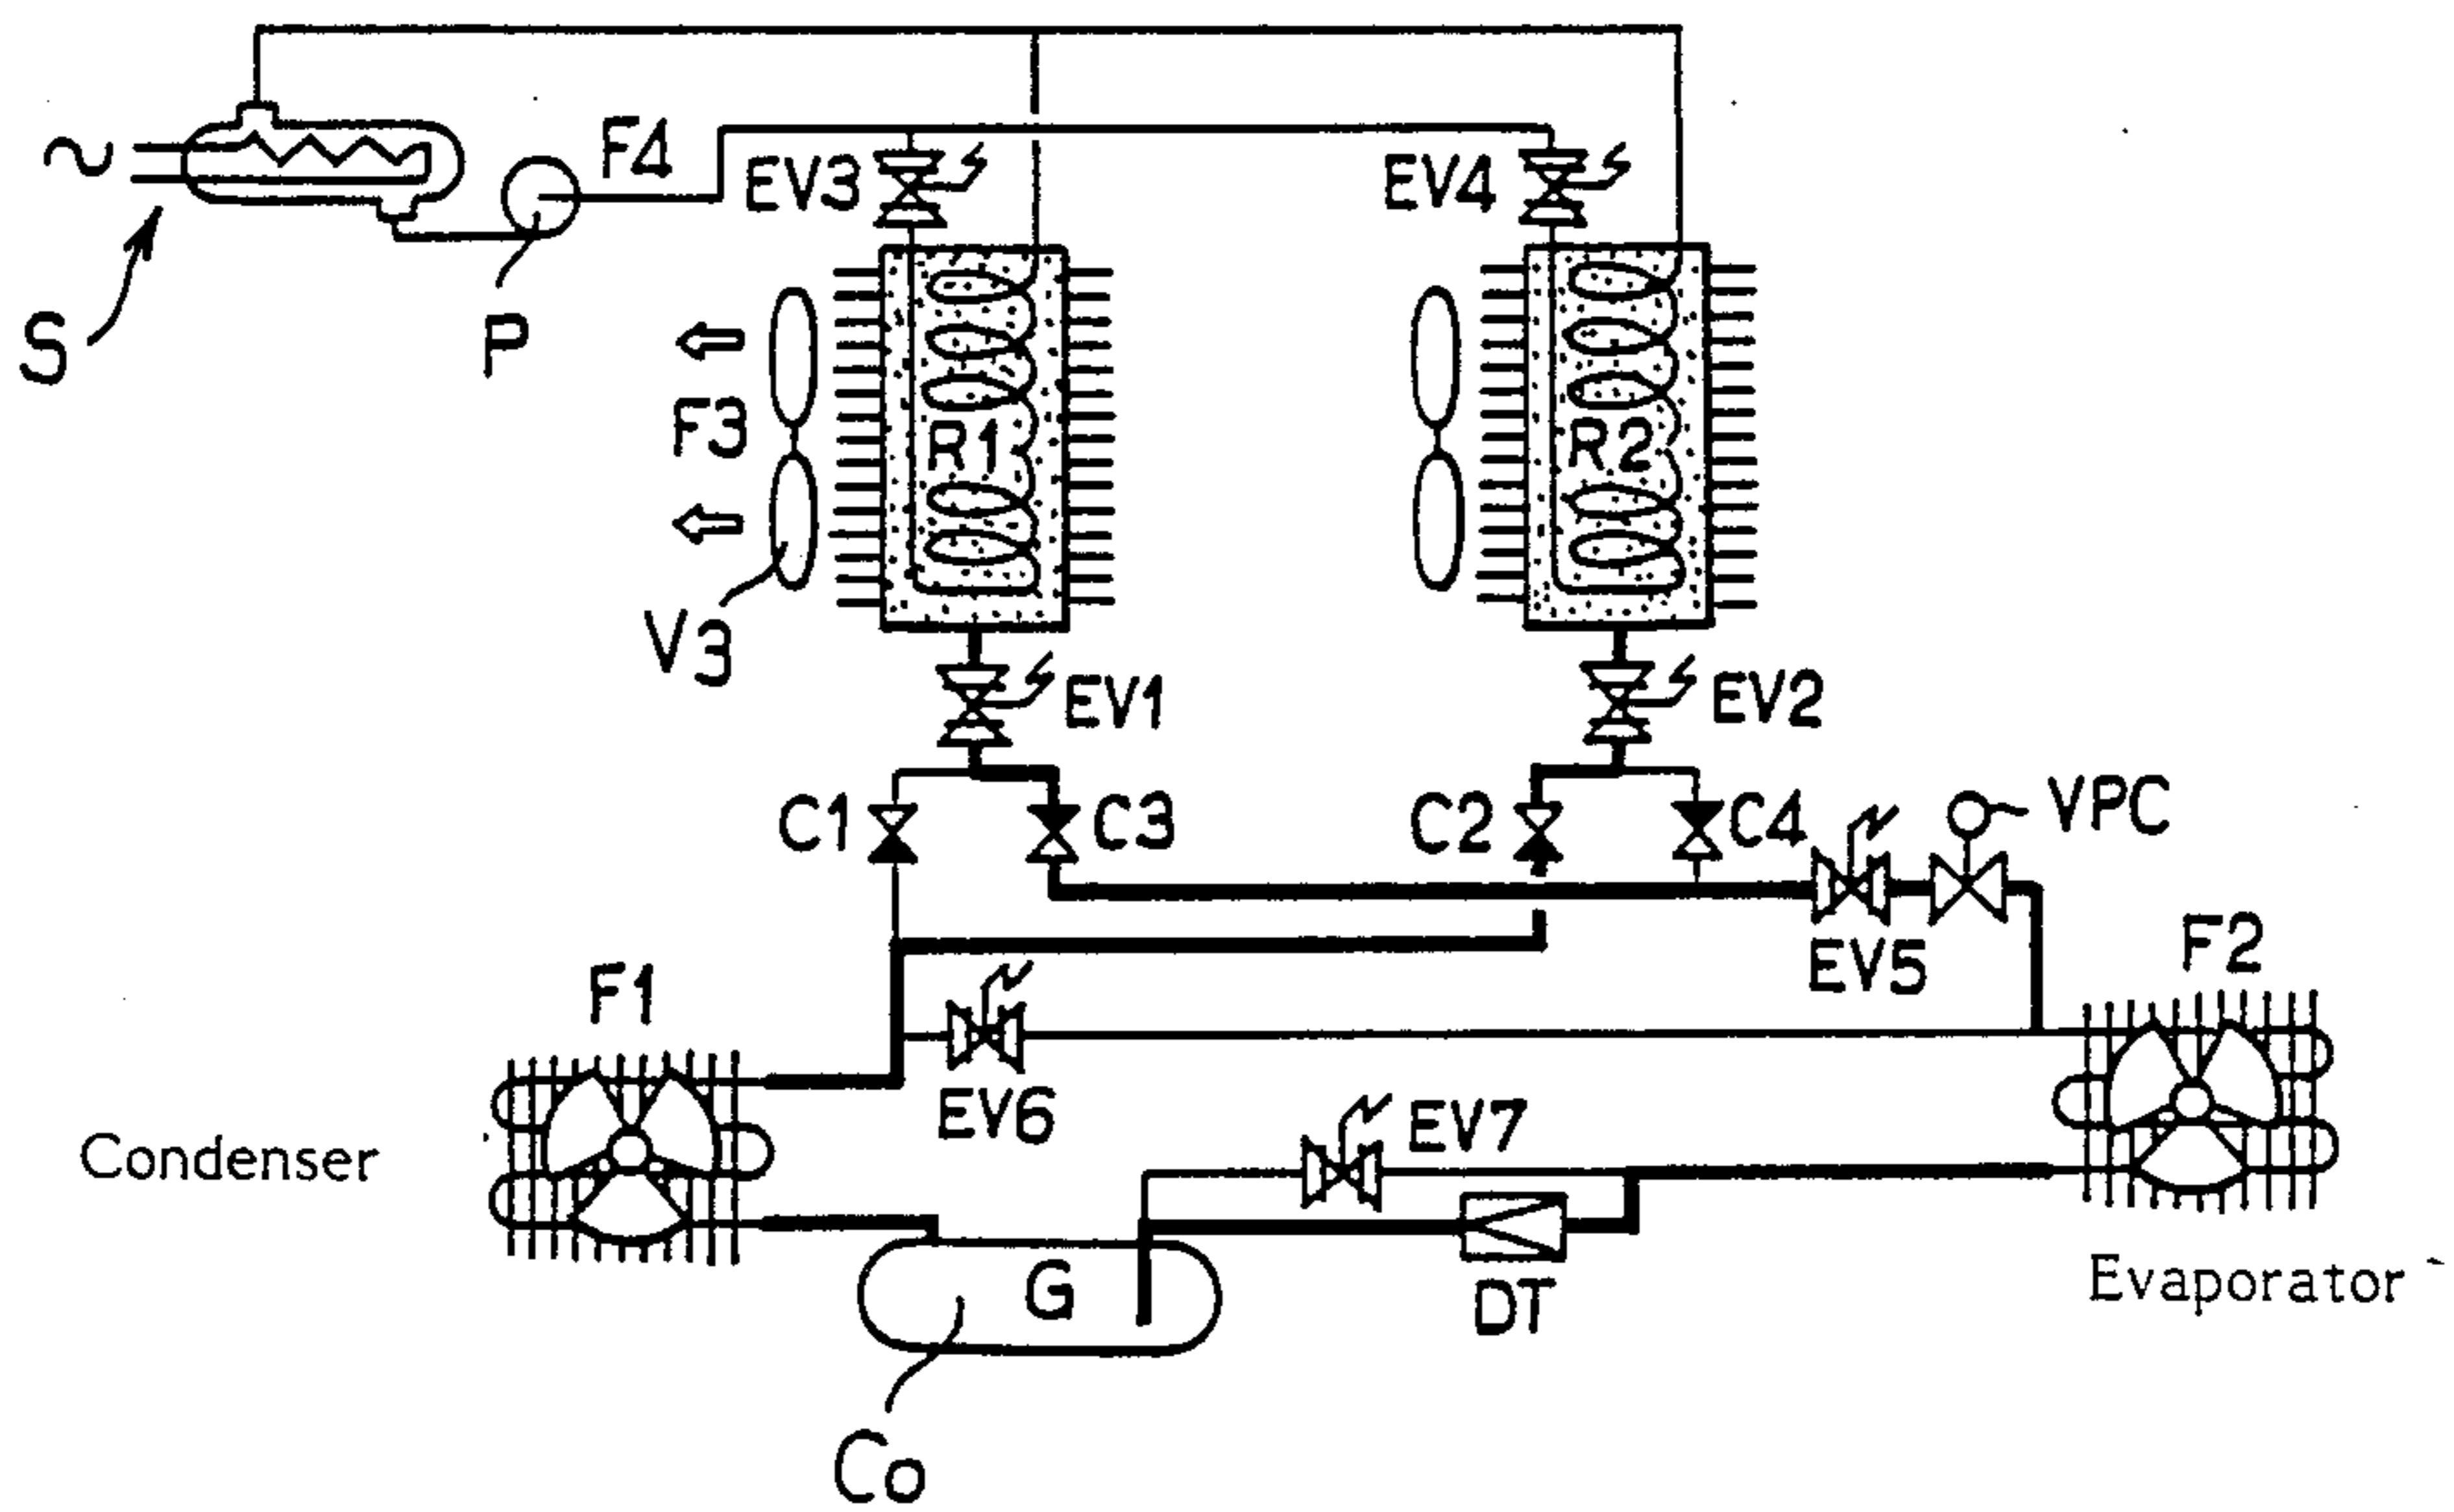 F4
EV3
EV4
S
P
F3
R1
R2
V3
EV1
EV2
C1
C3
C2
C4
VPC
EV5
F2
F1
EV6
EV7
Condenser
G
DT
Evaporator
Co